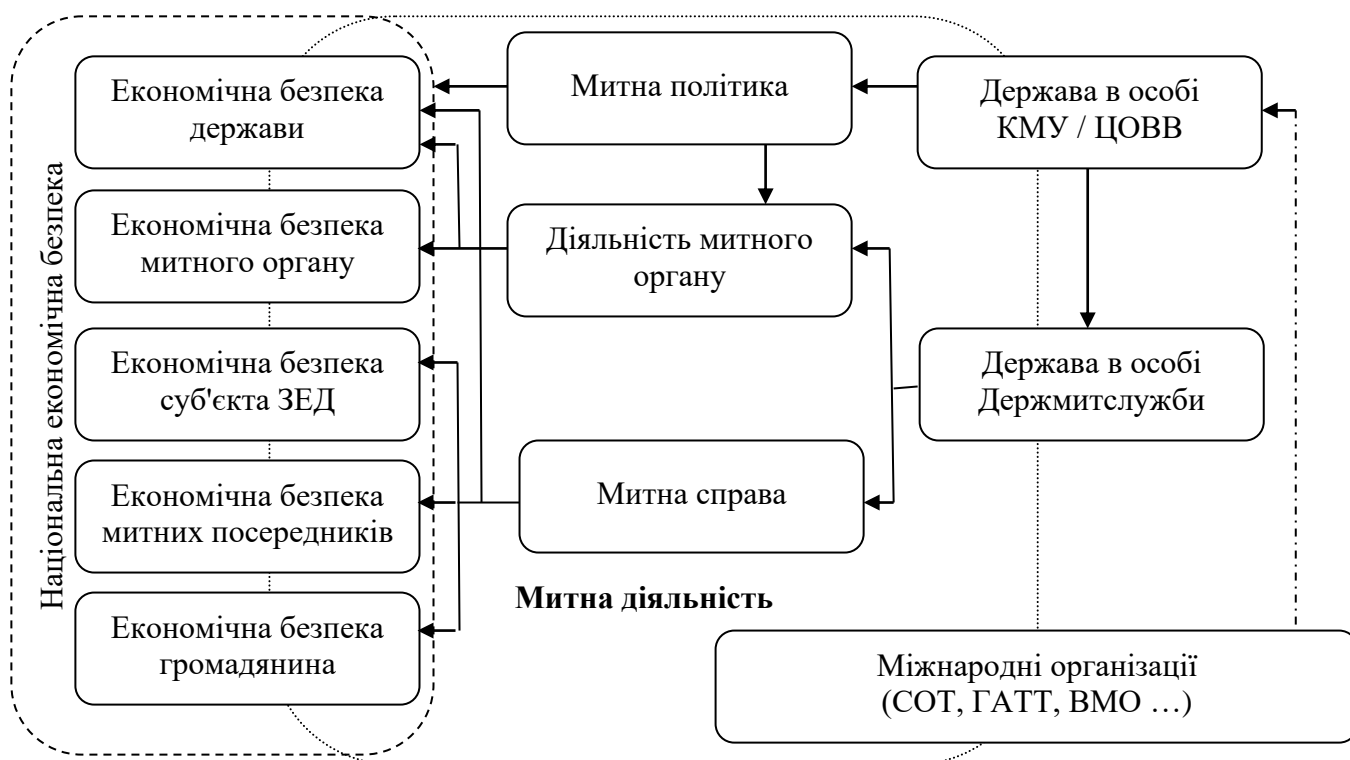 Національна економічна безпека
Економічна безпека
держави
Економічна безпека
митного органу
Економічна безпека
суб'єкта ЗЕД
Економічна безпека
митних посередників
Економічна безпека
громадянина
Митна політика
Діяльність митного
органу
Митна справа
Митна діяльність
Держава в особі
КМУ / ЦОВВ
Держава в особі
Держмитслужби
Міжнародні організації
(СОТ, ГАТТ, ВМО …)